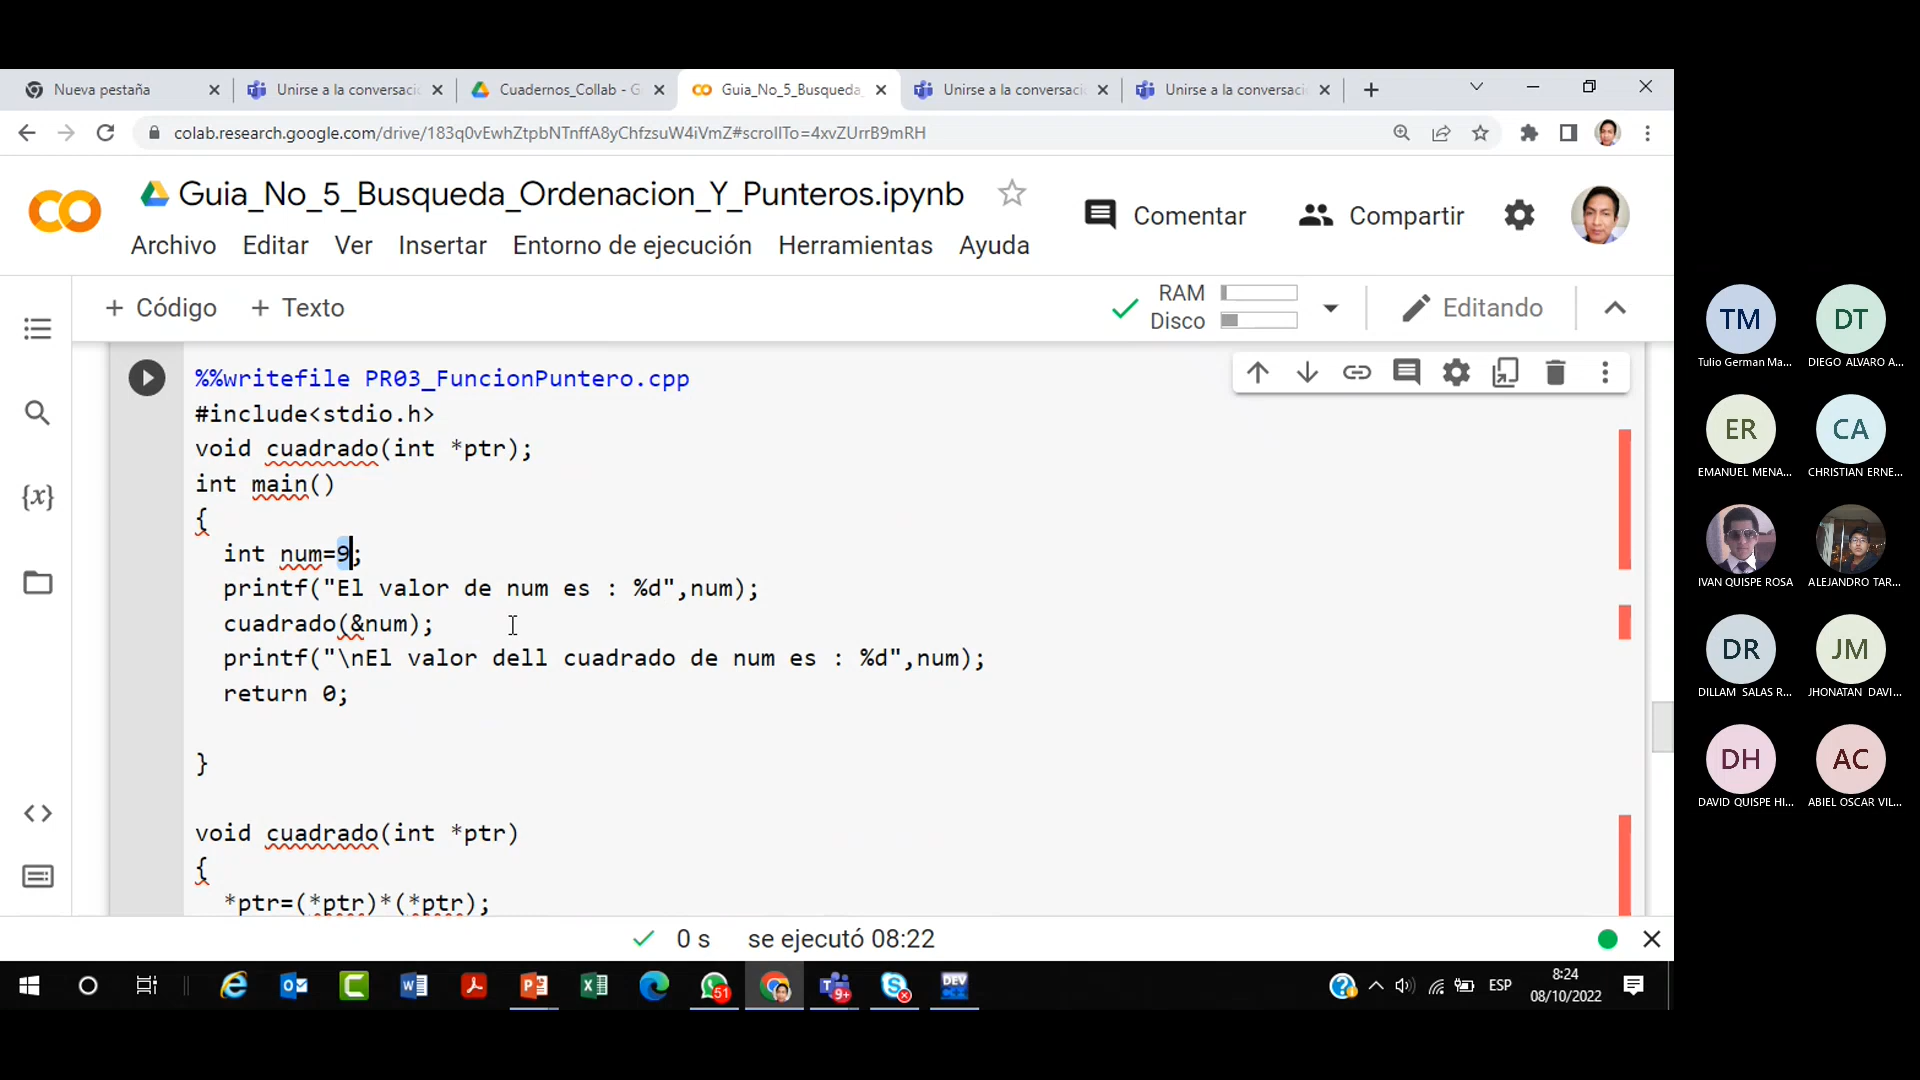 Nueva pestaña
Unirse a la conversaci
Cuadernos_Collab - G
Guia_No_5_Busqueda_
Unirse a la conversaci
Unirse a la conversaci
colab.research.google.com/drive/183q0vEwhZtpbNTnffA8yChfzsuW4iVmZ#scrollTo=4xvZUrrB9mRH
Guia_No_5_Busqueda_Ordenacion_Y_Punteros.ipynb
Comentar
Compartir
Archivo Editar Ver Insertar Entorno de ejecución Herramientas Ayuda
+ Código + Texto
RAM
Disco
Editando
%%writefile PR03_FuncionPuntero.cpp
#include<stdio.h>
void cuadrado(int *ptr);
int main()
{
int num=9;
printf("El valor de num es : %d",num);
cuadrado(&num);
printf("\nEl valor dell cuadrado de num es : %d",num);
return 0;
}
void cuadrado(int *ptr)
{
*ptr=(*ptr)*(*ptr);
0 s se ejecutó 08:22
51
9+
DEV
ESP
8:24
08/10/2022
TM
Tulio German Ma...
DT
DIEGO ALVARO A...
ER
EMANUEL MENA...
CA
CHRISTIAN ERNE...
IVAN QUISPE ROSA
ALEJANDRO TAR...
DR
DILLAM SALAS R...
JM
JHONATAN DAVI...
DH
DAVID QUISPE HI...
AC
ABIEL OSCAR VIL...